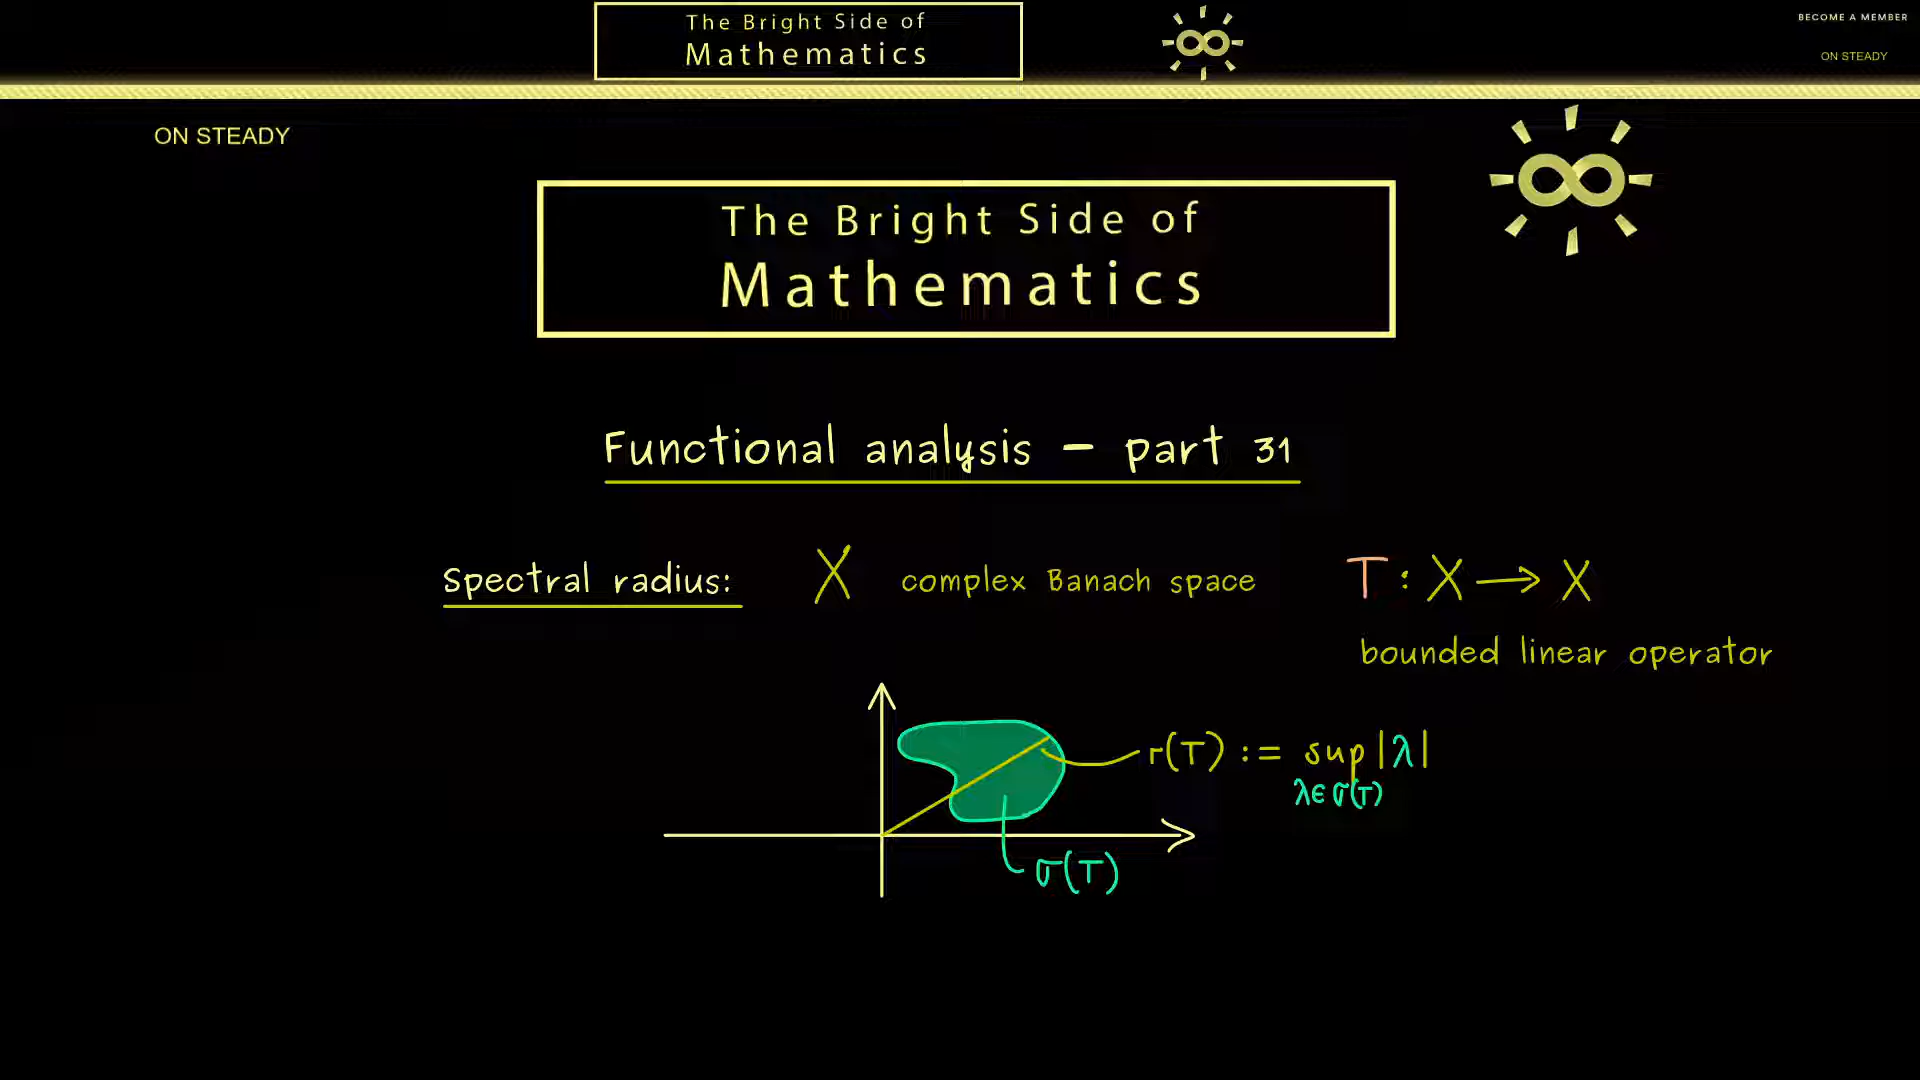 The Bright Side of
Mathematics
BECOME A MEMBER
ON STEADY
ON STEADY
The Bright Side of
Mathematics
Functional analysis – part 31
Spectral radius: X complex Banach space T : X → X
bounded linear operator
r(T) := sup |λ|
λ∈σ(T)
σ(T)